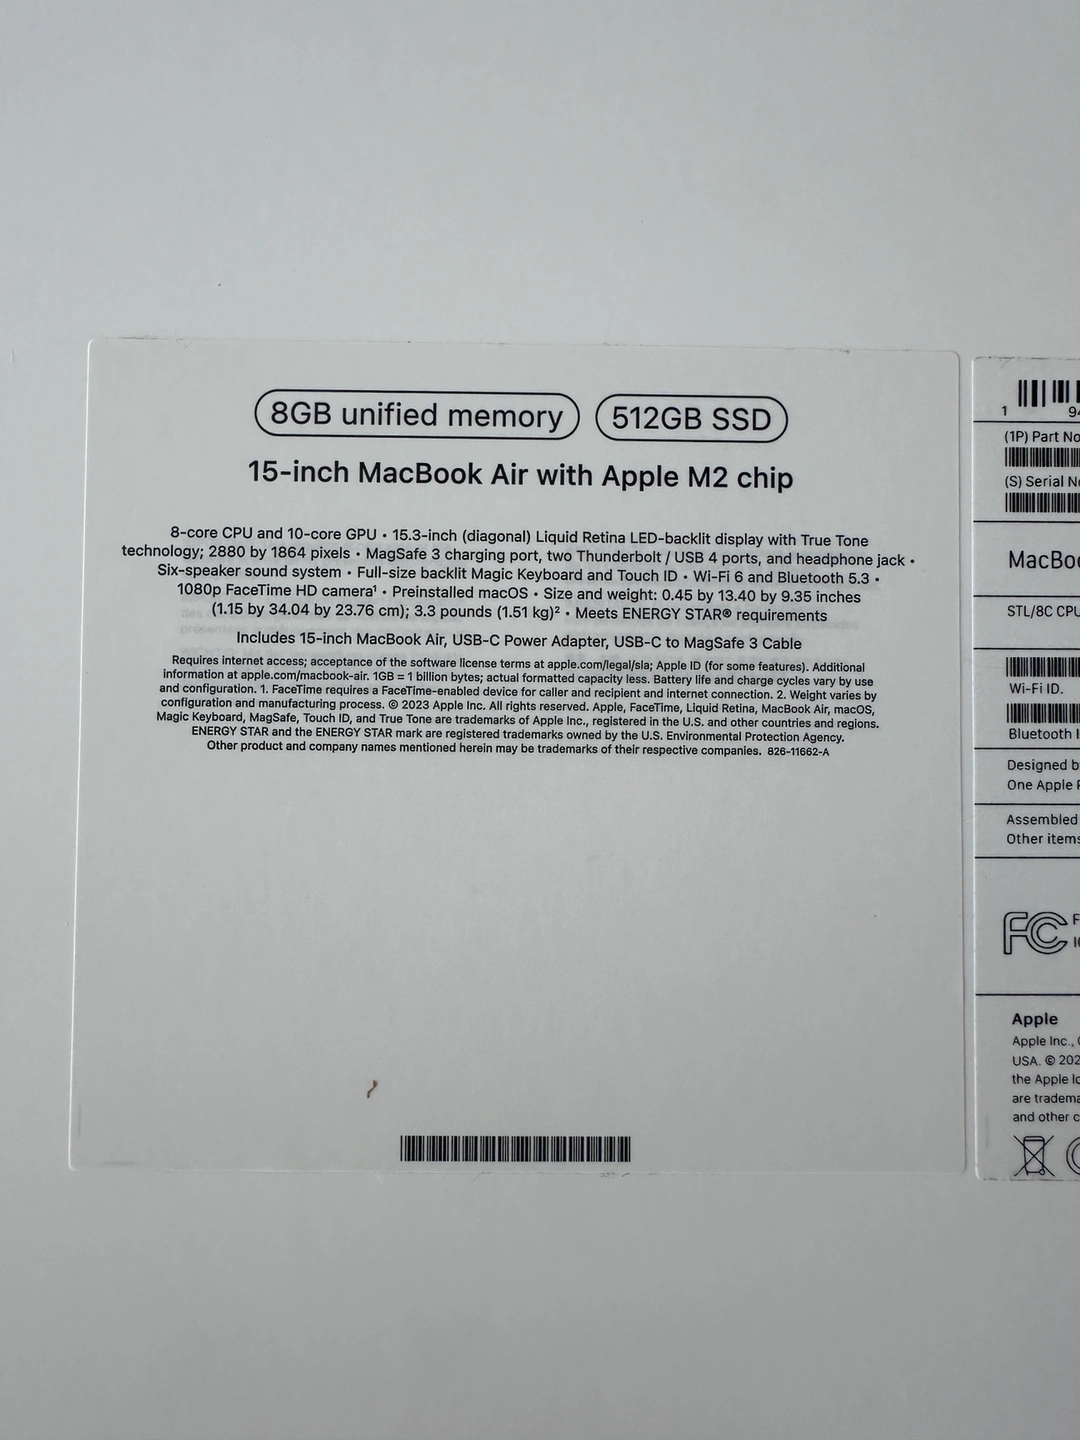 8GB unified memory
512GB SSD
15-inch MacBook Air with Apple M2 chip
8-core CPU and 10-core GPU • 15.3-inch (diagonal) Liquid Retina LED-backlit display with True Tone
technology; 2880 by 1864 pixels • MagSafe 3 charging port, two Thunderbolt / USB 4 ports, and headphone jack •
Six-speaker sound system • Full-size backlit Magic Keyboard and Touch ID • Wi-Fi 6 and Bluetooth 5.3 •
1080p FaceTime HD camera¹ • Preinstalled macOS • Size and weight: 0.45 by 13.40 by 9.35 inches
(1.15 by 34.04 by 23.76 cm); 3.3 pounds (1.51 kg)² • Meets ENERGY STAR® requirements
Includes 15-inch MacBook Air, USB-C Power Adapter, USB-C to MagSafe 3 Cable
Requires internet access; acceptance of the software license terms at apple.com/legal/sla; Apple ID (for some features). Additional
information at apple.com/macbook-air. 1GB = 1 billion bytes; actual formatted capacity less. Battery life and charge cycles vary by use
and configuration. 1. FaceTime requires a FaceTime-enabled device for caller and recipient and internet connection. 2. Weight varies by
configuration and manufacturing process. © 2023 Apple Inc. All rights reserved. Apple, FaceTime, Liquid Retina, MacBook Air, macOS,
Magic Keyboard, MagSafe, Touch ID, and True Tone are trademarks of Apple Inc., registered in the U.S. and other countries and regions.
ENERGY STAR and the ENERGY STAR mark are registered trademarks owned by the U.S. Environmental Protection Agency.
Other product and company names mentioned herein may be trademarks of their respective companies. 826-11662-A
1 9
(1P) Part No
(S) Serial
MacBo
STL/8C CPU
Wi-Fi ID.
Bluetooth
Designed
One Apple
Assembled
Other items
FC
Apple
Apple Inc.,
USA. © 202
the Apple
are
and other